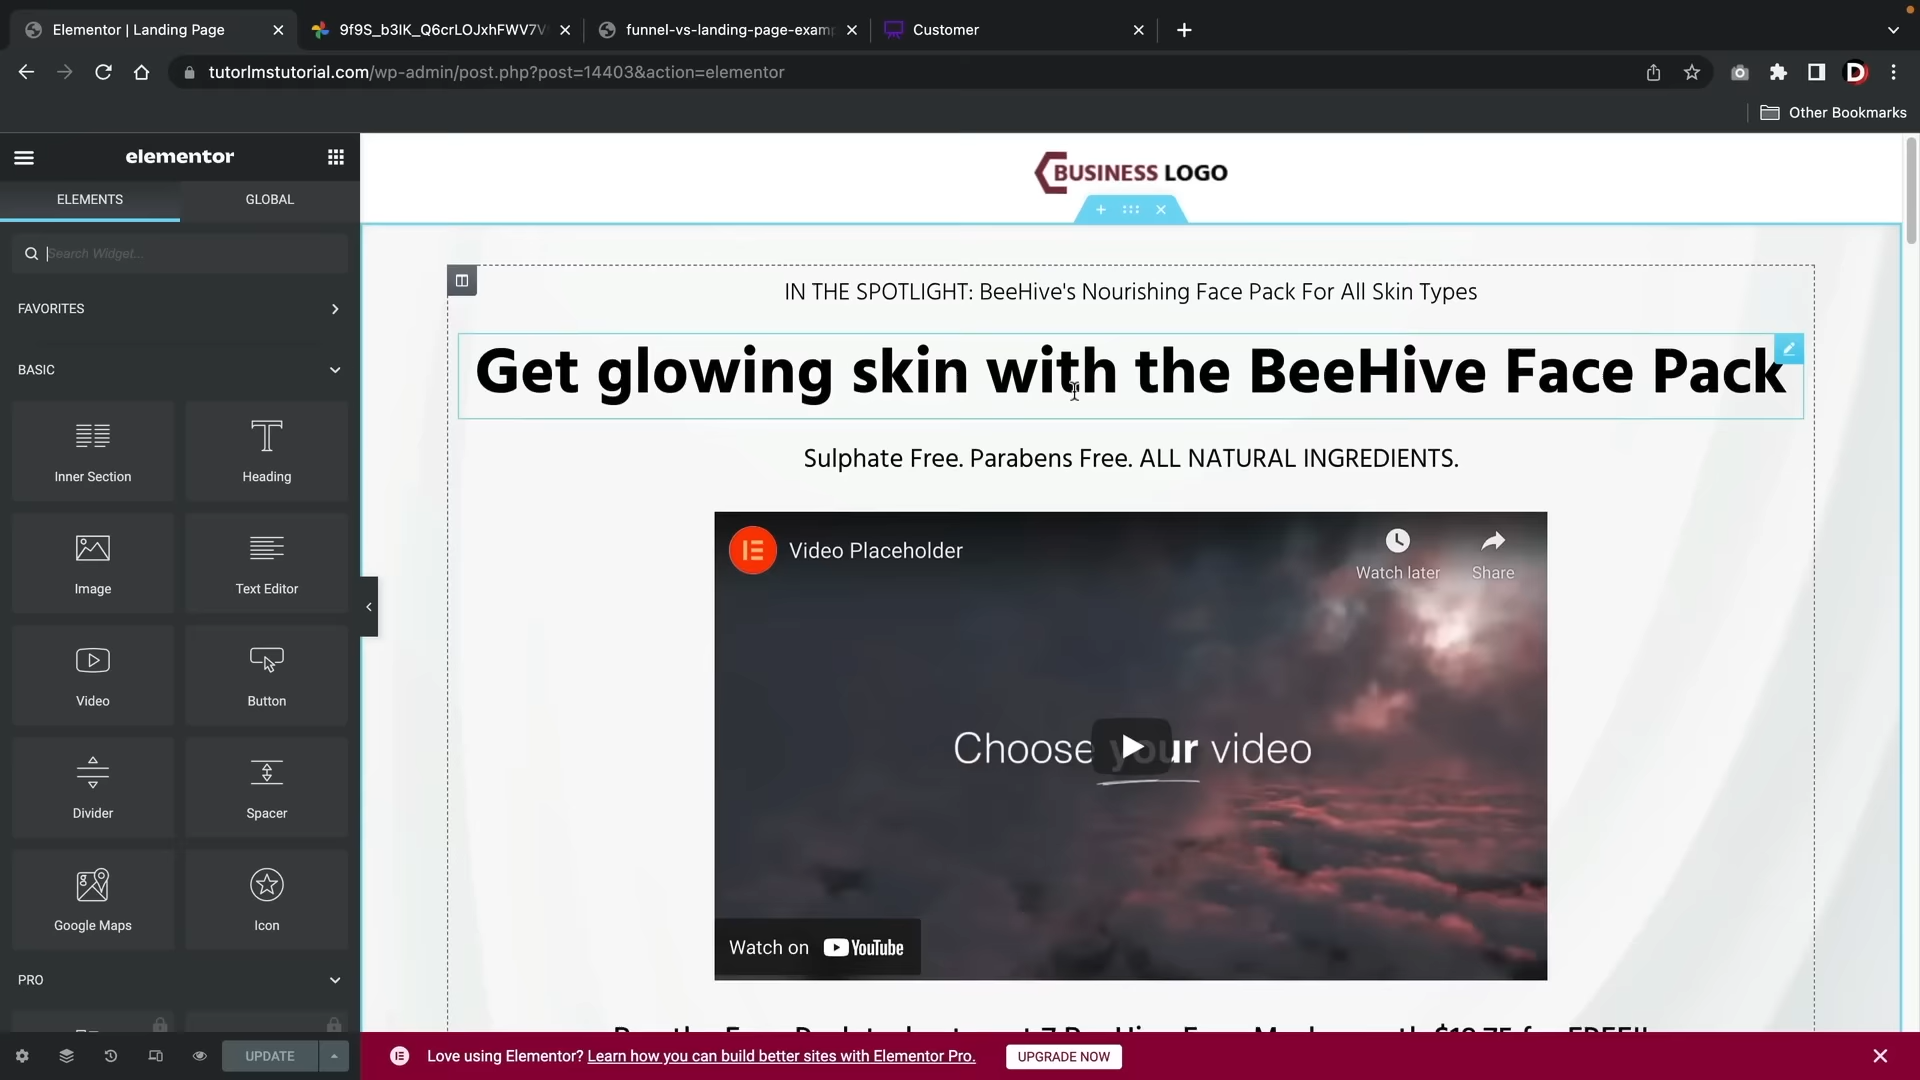 Elementor | Landing Page
9f9S_b3lK_Q6crLOJxhFWV7V
funnel-vs-landing-page-exam
Customer
tutorlmstutorial.com/wp-admin/post.php?post=14403&action=elementor
Other Bookmarks
elementor
ELEMENTS
GLOBAL
Search Widget...
FAVORITES
BASIC
Inner Section
Heading
Image
Text Editor
Video
Button
Divider
Spacer
Google Maps
Icon
PRO
UPDATE
BUSINESS LOGO
IN THE SPOTLIGHT: BeeHive's Nourishing Face Pack For All Skin Types
Get glowing skin with the BeeHive Face Pack
Sulphate Free. Parabens Free. ALL NATURAL INGREDIENTS.
Video Placeholder
Watch later
Share
Choose your video
Watch on YouTube
Love using Elementor? Learn how you can build better sites with Elementor Pro.
UPGRADE NOW